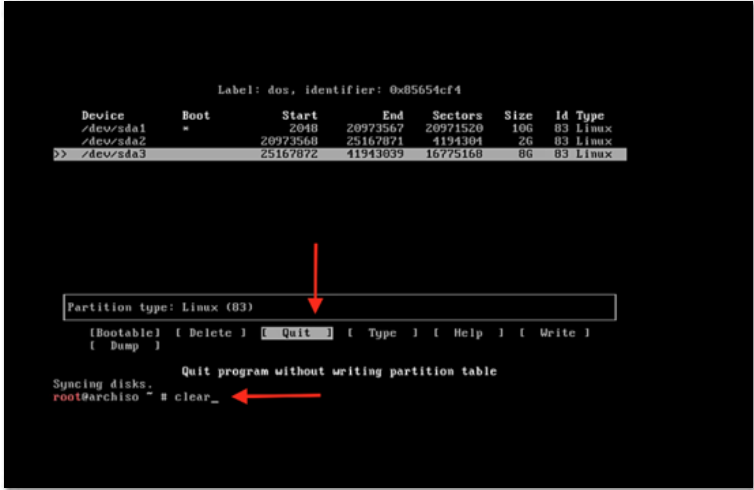 Label: dos, identifier: 0x85654cf4
Device Boot Start End Sectors Size Id Type
/dev/sda1 * 2048 20973567 20971520 10G 83 Linux
/dev/sda2 20973568 25167871 4194304 2G 83 Linux
>> /dev/sda3 25167872 41943039 16775168 8G 83 Linux
Partition type: Linux (83)
[Bootable] [ Delete ] [ Quit ] [ Type ] [ Help ] [ Write ]
[ Dump ]
Quit program without writing partition table
Syncing disks.
root@archiso ~ # clear_